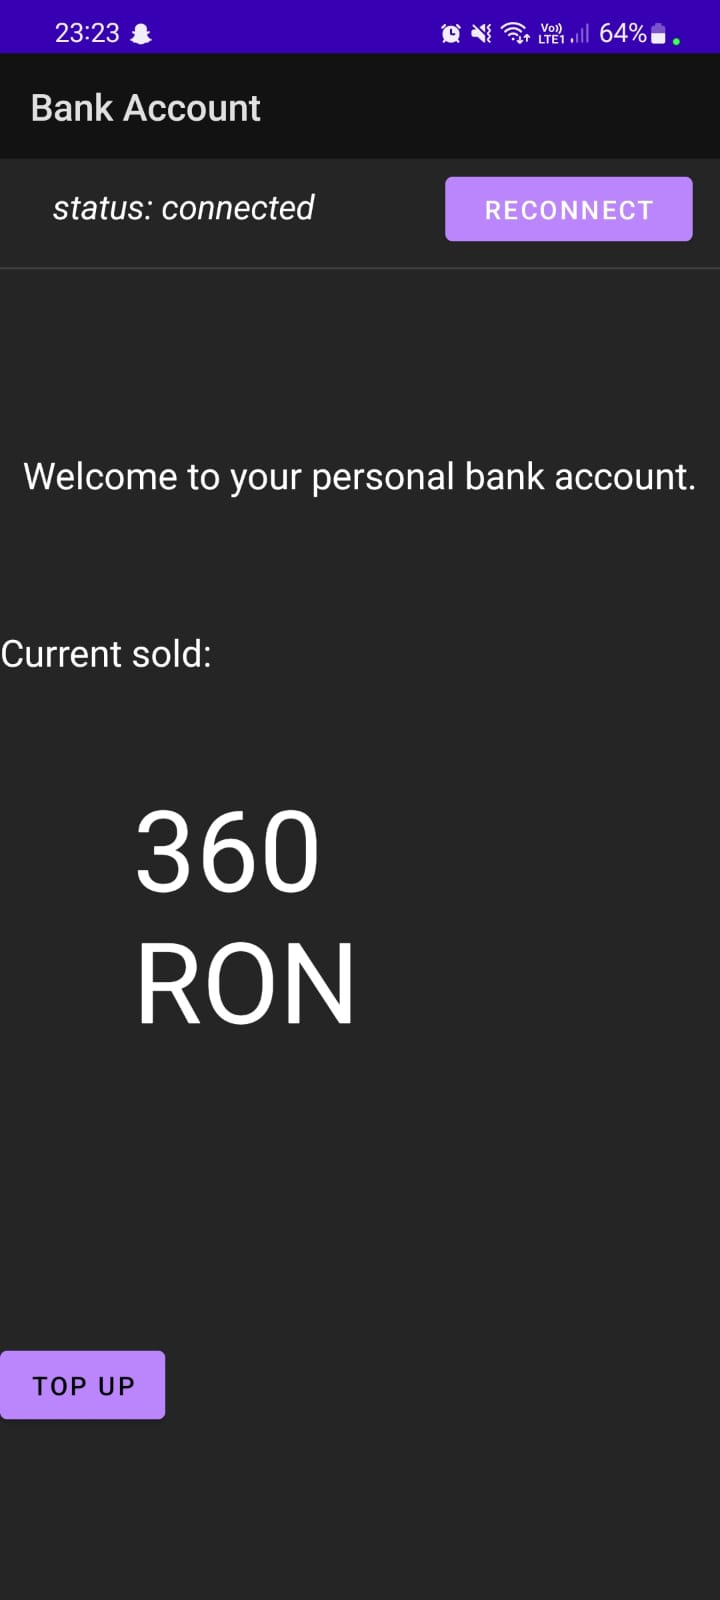 23:23
Vo))
LTE1
64%
Bank Account
status: connected
RECONNECT
Welcome to your personal bank account.
Current sold:
360
RON
TOP UP